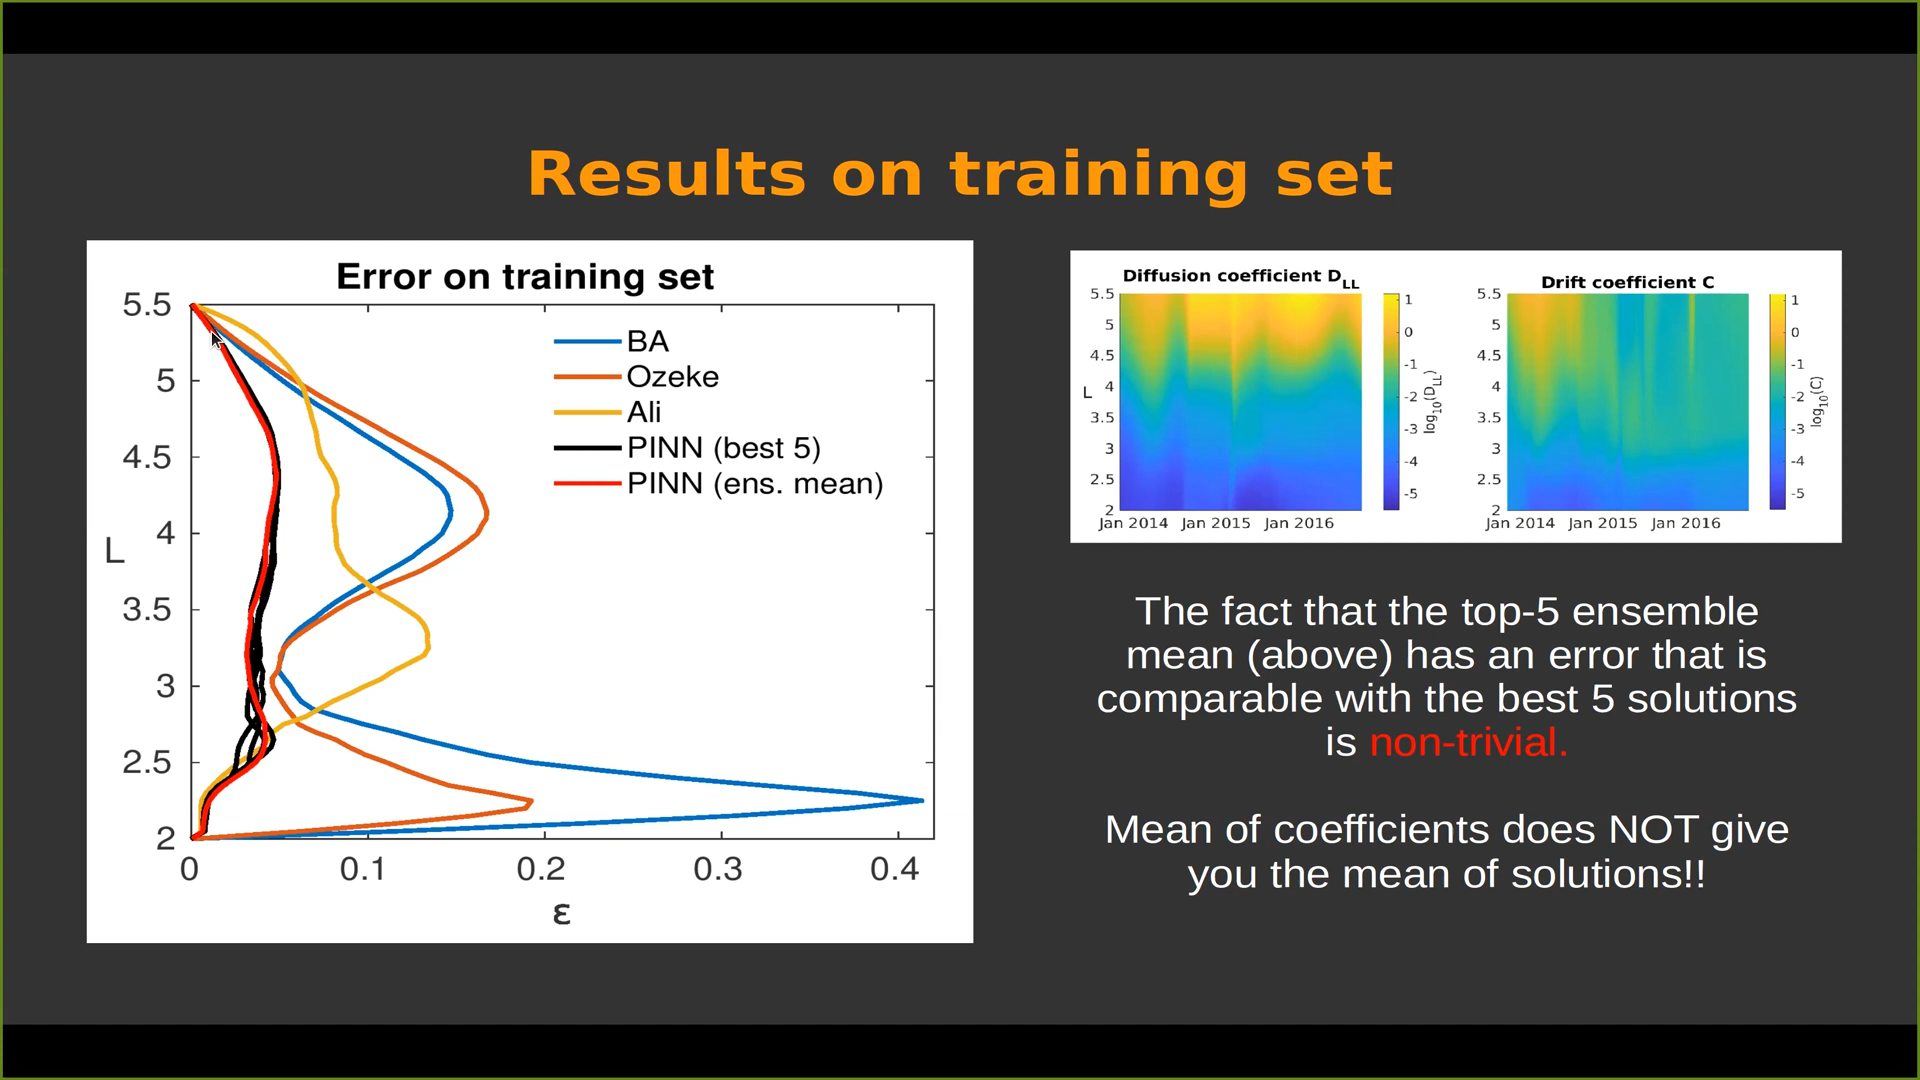 Results on training set
Error on training set
5.5
5
4.5
4
3.5
3
2.5
2
L
0
0.1
0.2
0.3
0.4
ε
BA
Ozeke
Ali
PINN (best 5)
PINN (ens. mean)
Diffusion coefficient D_LL
5.5
5
4.5
4
3.5
3
2.5
2
L
Jan 2014
Jan 2015
Jan 2016
1
0
-1
-2
-3
-4
-5
log10(D_LL)
Drift coefficient C
5.5
5
4.5
4
3.5
3
2.5
2
Jan 2014
Jan 2015
Jan 2016
1
0
-1
-2
-3
-4
-5
log10(C)
The fact that the top-5 ensemble
mean (above) has an error that is
comparable with the best 5 solutions
is non-trivial.
Mean of coefficients does NOT give
you the mean of solutions!!